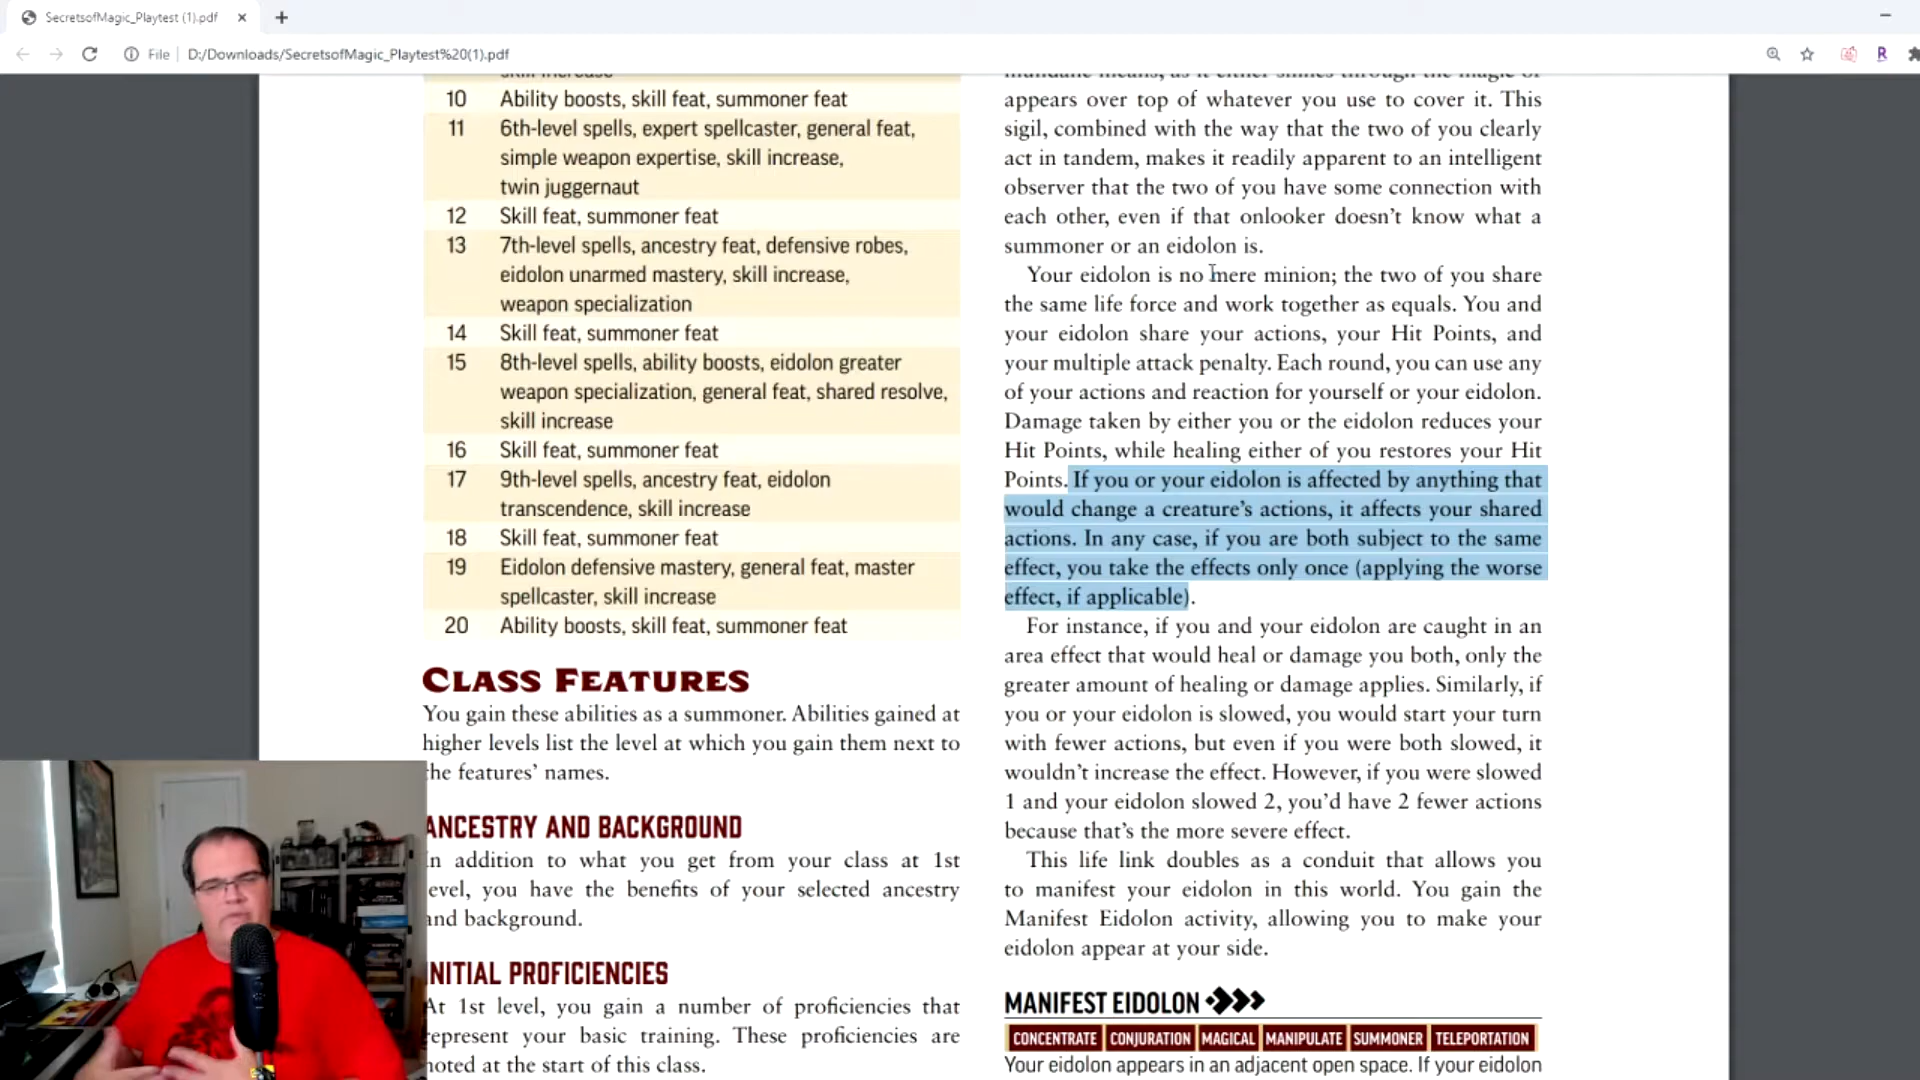 SecretsofMagic_Playtest (1).pdf
File
D:/Downloads/SecretsofMagic_Playtest%20(1).pdf
R
skill increase
10 Ability boosts, skill feat, summoner feat
11 6th-level spells, expert spellcaster, general feat,
simple weapon expertise, skill increase,
twin juggernaut
12 Skill feat, summoner feat
13 7th-level spells, ancestry feat, defensive robes,
eidolon unarmed mastery, skill increase,
weapon specialization
14 Skill feat, summoner feat
15 8th-level spells, ability boosts, eidolon greater
weapon specialization, general feat, shared resolve,
skill increase
16 Skill feat, summoner feat
17 9th-level spells, ancestry feat, eidolon
transcendence, skill increase
18 Skill feat, summoner feat
19 Eidolon defensive mastery, general feat, master
spellcaster, skill increase
20 Ability boosts, skill feat, summoner feat
CLASS FEATURES
You gain these abilities as a summoner. Abilities gained at
higher levels list the level at which you gain them next to
the features' names.
ANCESTRY AND BACKGROUND
In addition to what you get from your class at 1st
level, you have the benefits of your selected ancestry
and background.
INITIAL PROFICIENCIES
At 1st level, you gain a number of proficiencies that
represent your basic training. These proficiencies are
noted at the start of this class.
mundane means, as it either shines through the magic or
appears over top of whatever you use to cover it. This
sigil, combined with the way that the two of you clearly
act in tandem, makes it readily apparent to an intelligent
observer that the two of you have some connection with
each other, even if that onlooker doesn't know what a
summoner or an eidolon is.
Your eidolon is no mere minion; the two of you share
the same life force and work together as equals. You and
your eidolon share your actions, your Hit Points, and
your multiple attack penalty. Each round, you can use any
of your actions and reaction for yourself or your eidolon.
Damage taken by either you or the eidolon reduces your
Hit Points, while healing either of you restores your Hit
Points. If you or your eidolon is affected by anything that
would change a creature's actions, it affects your shared
actions. In any case, if you are both subject to the same
effect, you take the effects only once (applying the worse
effect, if applicable).
For instance, if you and your eidolon are caught in an
area effect that would heal or damage you both, only the
greater amount of healing or damage applies. Similarly, if
you or your eidolon is slowed, you would start your turn
with fewer actions, but even if you were both slowed, it
wouldn't increase the effect. However, if you were slowed
1 and your eidolon slowed 2, you'd have 2 fewer actions
because that's the more severe effect.
This life link doubles as a conduit that allows you
to manifest your eidolon in this world. You gain the
Manifest Eidolon activity, allowing you to make your
eidolon appear at your side.
MANIFEST EIDOLON
CONCENTRATE CONJURATION MAGICAL MANIPULATE SUMMONER TELEPORTATION
Your eidolon appears in an adjacent open space. If your eidolon